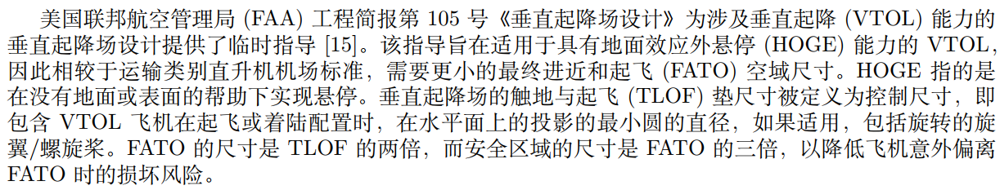 美国联邦航空管理局 (FAA) 工程简报第 105 号《垂直起降场设计》为涉及垂直起降 (VTOL) 能力的
垂直起降场设计提供了临时指导 [15]。该指导旨在适用于具有地面效应外悬停 (HOGE) 能力的 VTOL，
因此相较于运输类别直升机机场标准，需要更小的最终进近和起飞 (FATO) 空域尺寸。HOGE 指的是
在没有地面或表面的帮助下实现悬停。垂直起降场的触地与起飞 (TLOF) 垫尺寸被定义为控制尺寸，即
包含 VTOL 飞机在起飞或着陆配置时，在水平面上的投影的最小圆的直径，如果适用，包括旋转的旋
翼/螺旋桨。FATO 的尺寸是 TLOF 的两倍，而安全区域的尺寸是 FATO 的三倍，以降低飞机意外偏离
FATO 时的损坏风险。